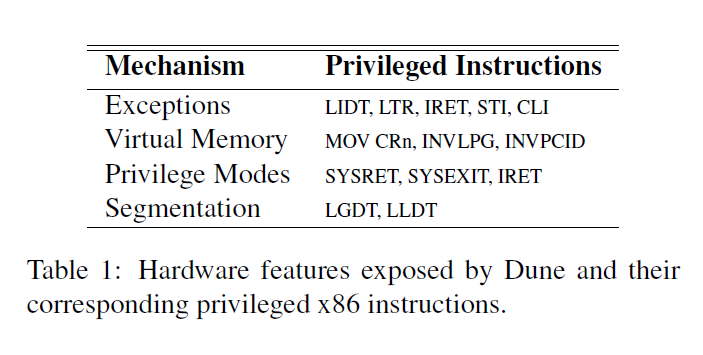 Mechanism Privileged Instructions
Exceptions LIDT, LTR, IRET, STI, CLI
Virtual Memory MOV CRn, INVLPG, INVPCID
Privilege Modes SYSRET, SYSEXIT, IRET
Segmentation LGDT, LLDT
Table 1: Hardware features exposed by Dune and their
corresponding privileged x86 instructions.